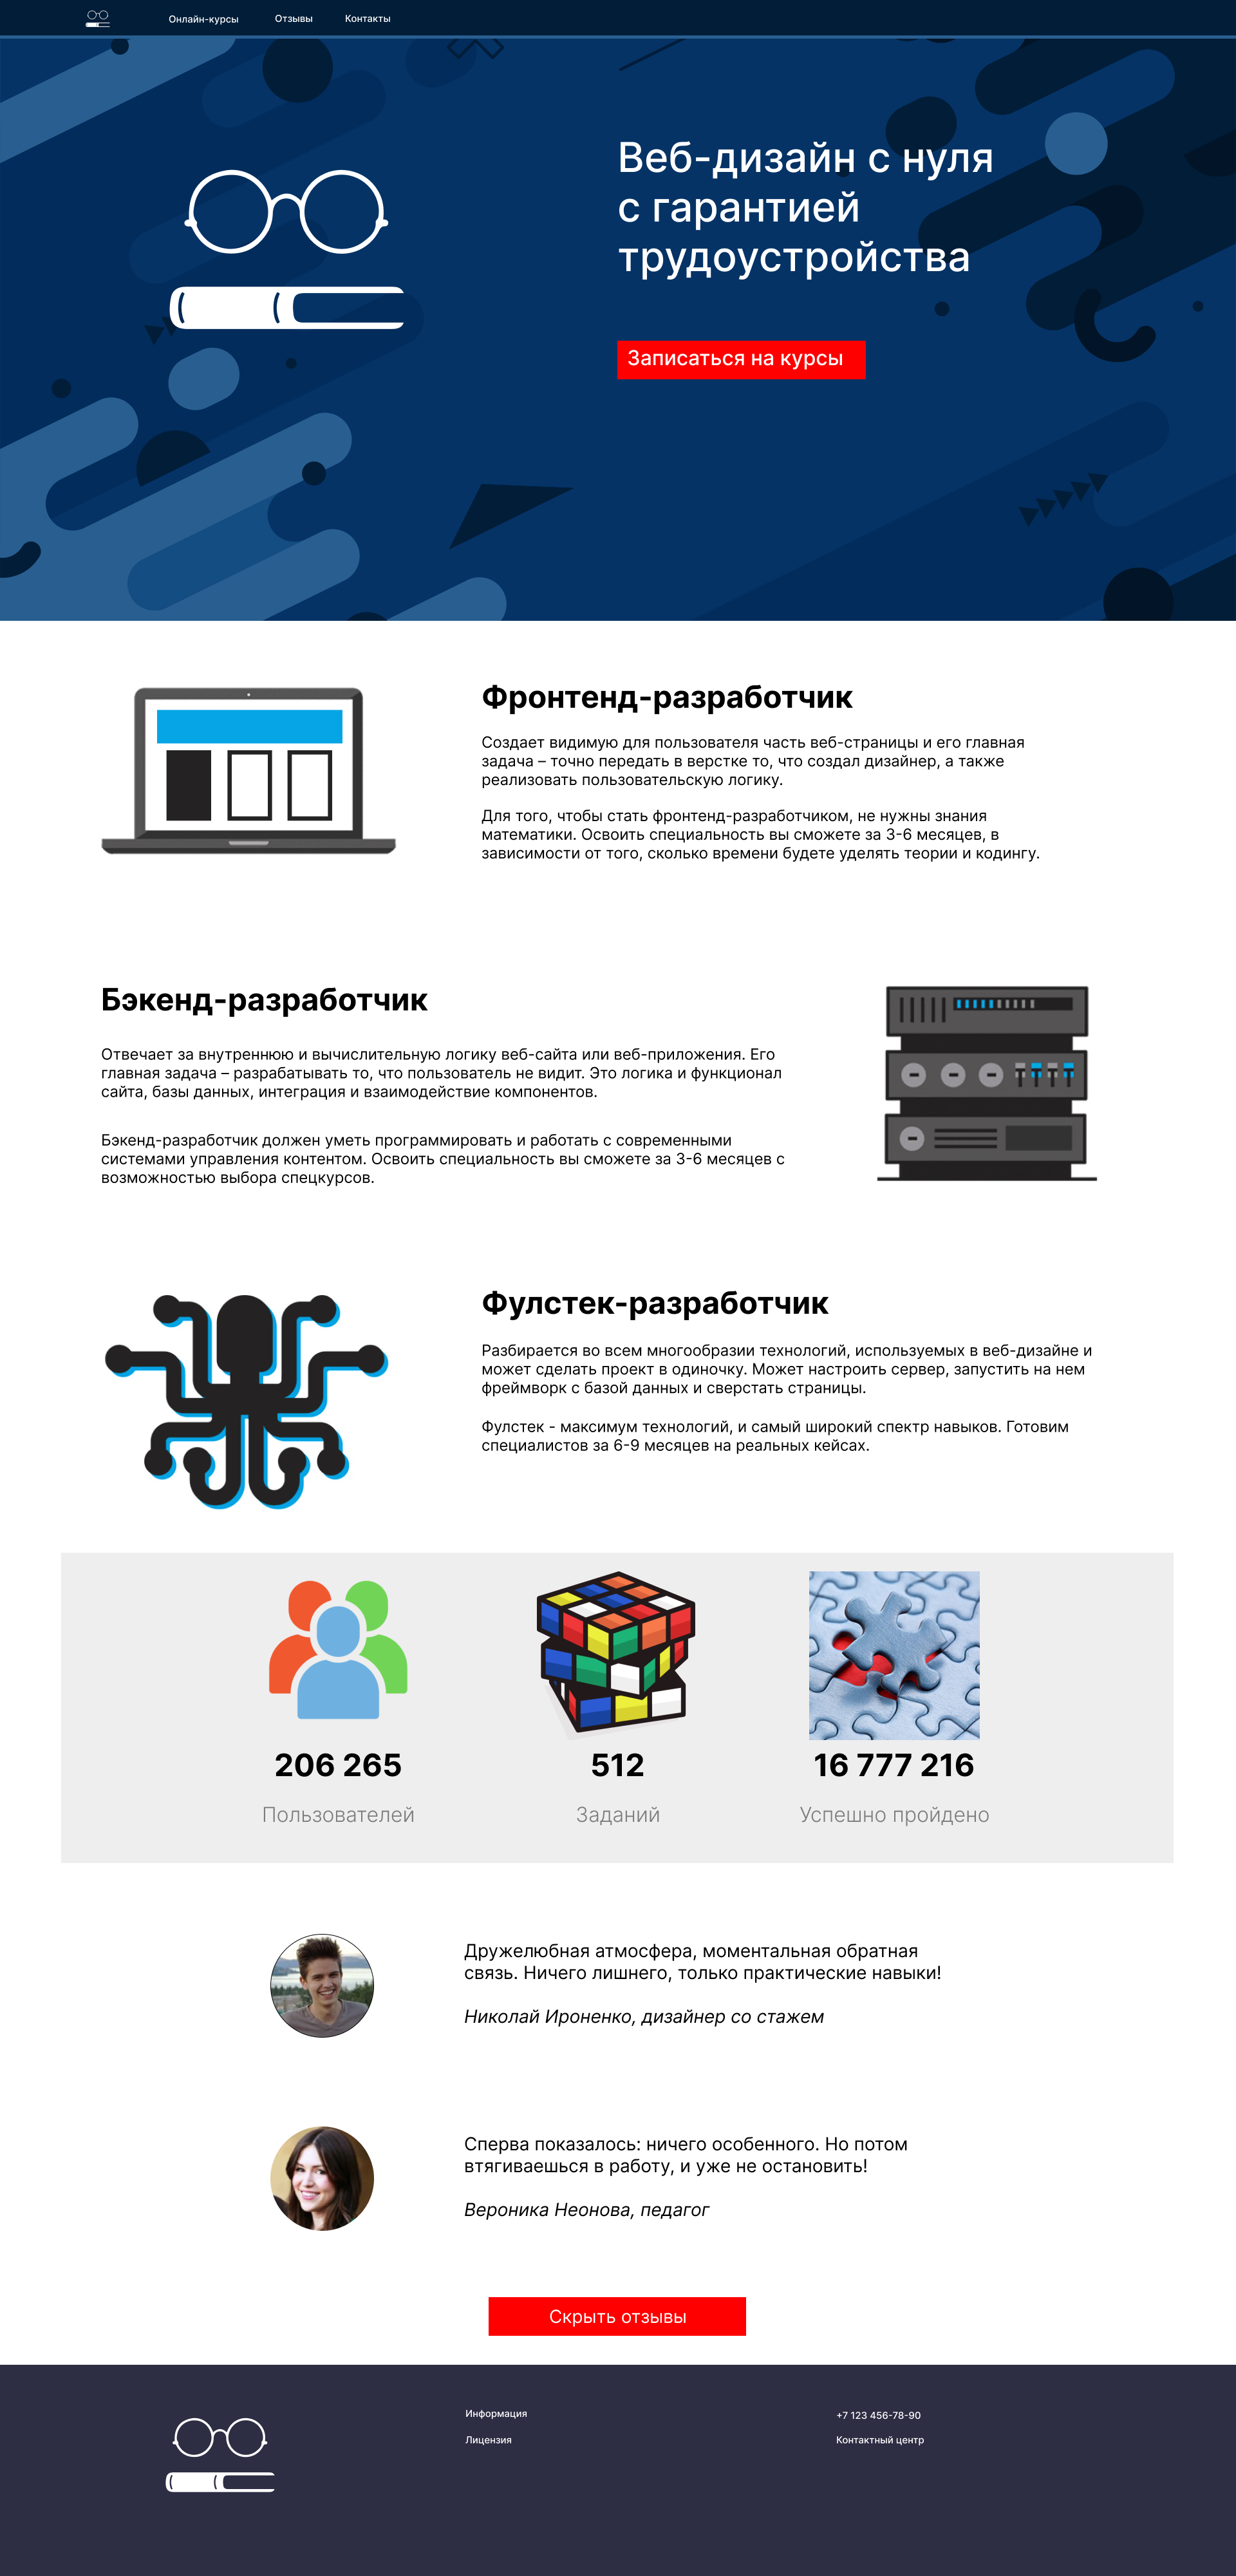 Онлайн-курсы
Отзывы
Контакты
Веб-дизайн с нуля
с гарантией
трудоустройства
Записаться на курсы
Фронтенд-разработчик
Создает видимую для пользователя часть веб-страницы и его главная
задача – точно передать в верстке то, что создал дизайнер, а также
реализовать пользовательскую логику.
Для того, чтобы стать фронтенд-разработчиком, не нужны знания
математики. Освоить специальность вы сможете за 3-6 месяцев, в
зависимости от того, сколько времени будете уделять теории и кодингу.
Бэкенд-разработчик
Отвечает за внутреннюю и вычислительную логику веб-сайта или веб-приложения. Его
главная задача – разрабатывать то, что пользователь не видит. Это логика и функционал
сайта, базы данных, интеграция и взаимодействие компонентов.
Бэкенд-разработчик должен уметь программировать и работать с современными
системами управления контентом. Освоить специальность вы сможете за 3-6 месяцев с
возможностью выбора спецкурсов.
Фулстек-разработчик
Разбирается во всем многообразии технологий, используемых в веб-дизайне и
может сделать проект в одиночку. Может настроить сервер, запустить на нем
фреймворк с базой данных и сверстать страницы.
Фулстек - максимум технологий, и самый широкий спектр навыков. Готовим
специалистов за 6-9 месяцев на реальных кейсах.
206 265
Пользователей
512
Заданий
16 777 216
Успешно пройдено
Дружелюбная атмосфера, моментальная обратная
связь. Ничего лишнего, только практические навыки!
Николай Ироненко, дизайнер со стажем
Сперва показалось: ничего особенного. Но потом
втягиваешься в работу, и уже не остановить!
Вероника Неонова, педагог
Скрыть отзывы
Информация
Лицензия
+7 123 456-78-90
Контактный центр